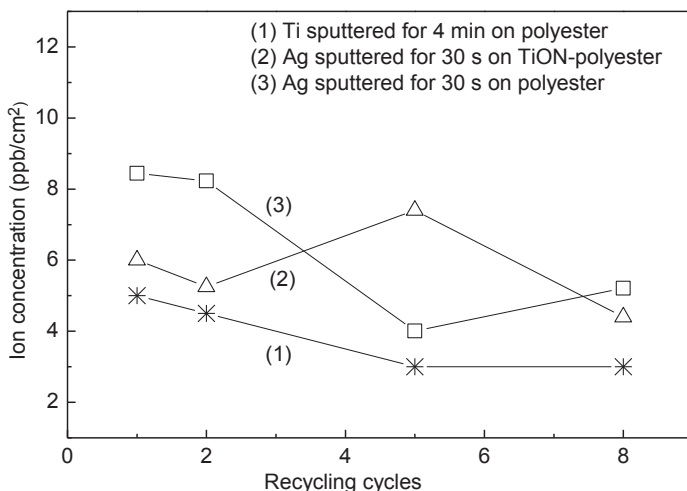 (1) Ti sputtered for 4 min on polyester
(2) Ag sputtered for 30 s on TiON-polyester
(3) Ag sputtered for 30 s on polyester
12
10
8
6
4
2
Ion concentration (ppb/cm²)
(3)
(2)
(1)
0 2 4 6 8
Recycling cycles